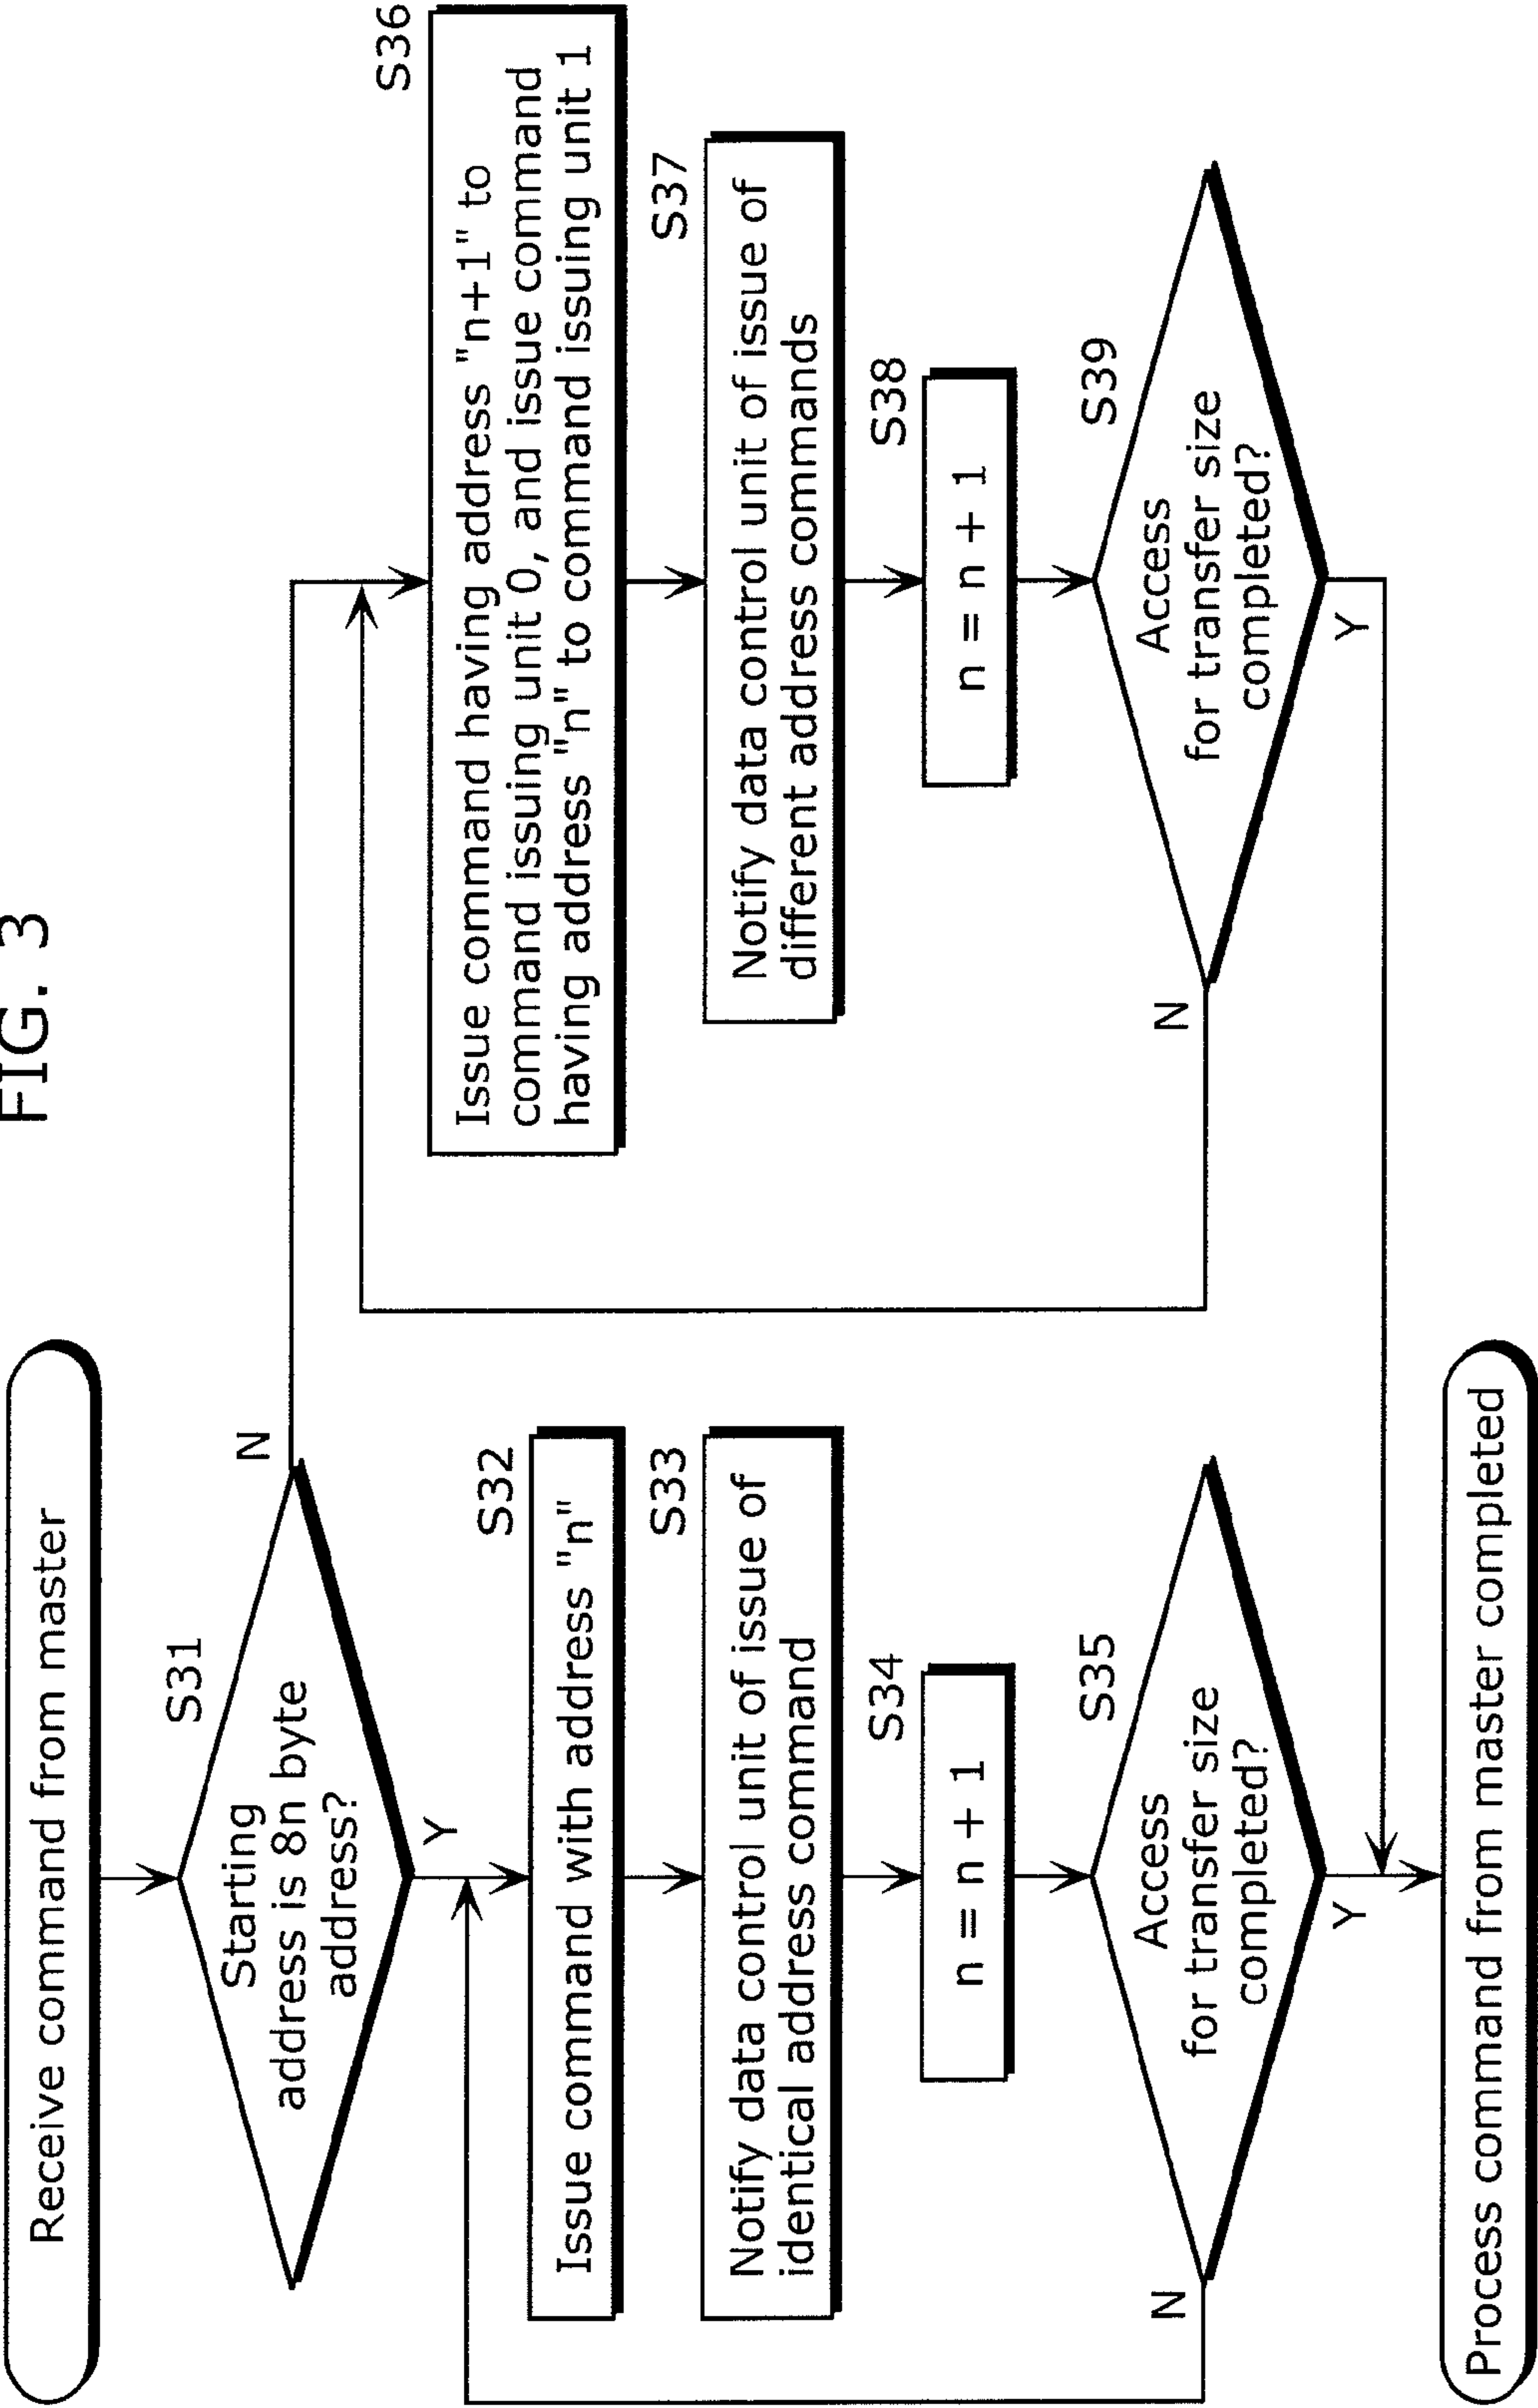 FIG. 3
Receive command from master
S31
Starting
address is 8n byte
address?
N
Y
S32
Issue command with address "n"
S33
Notify data control unit of issue of
identical address command
S34
n = n + 1
S35
Access
for transfer size
completed?
N
Y
S36
Issue command having address "n+1" to
command issuing unit 0, and issue command
having address "n" to command issuing unit 1
S37
Notify data control unit of issue of
different address commands
S38
n = n + 1
S39
Access
for transfer size
completed?
N
Y
Process command from master completed